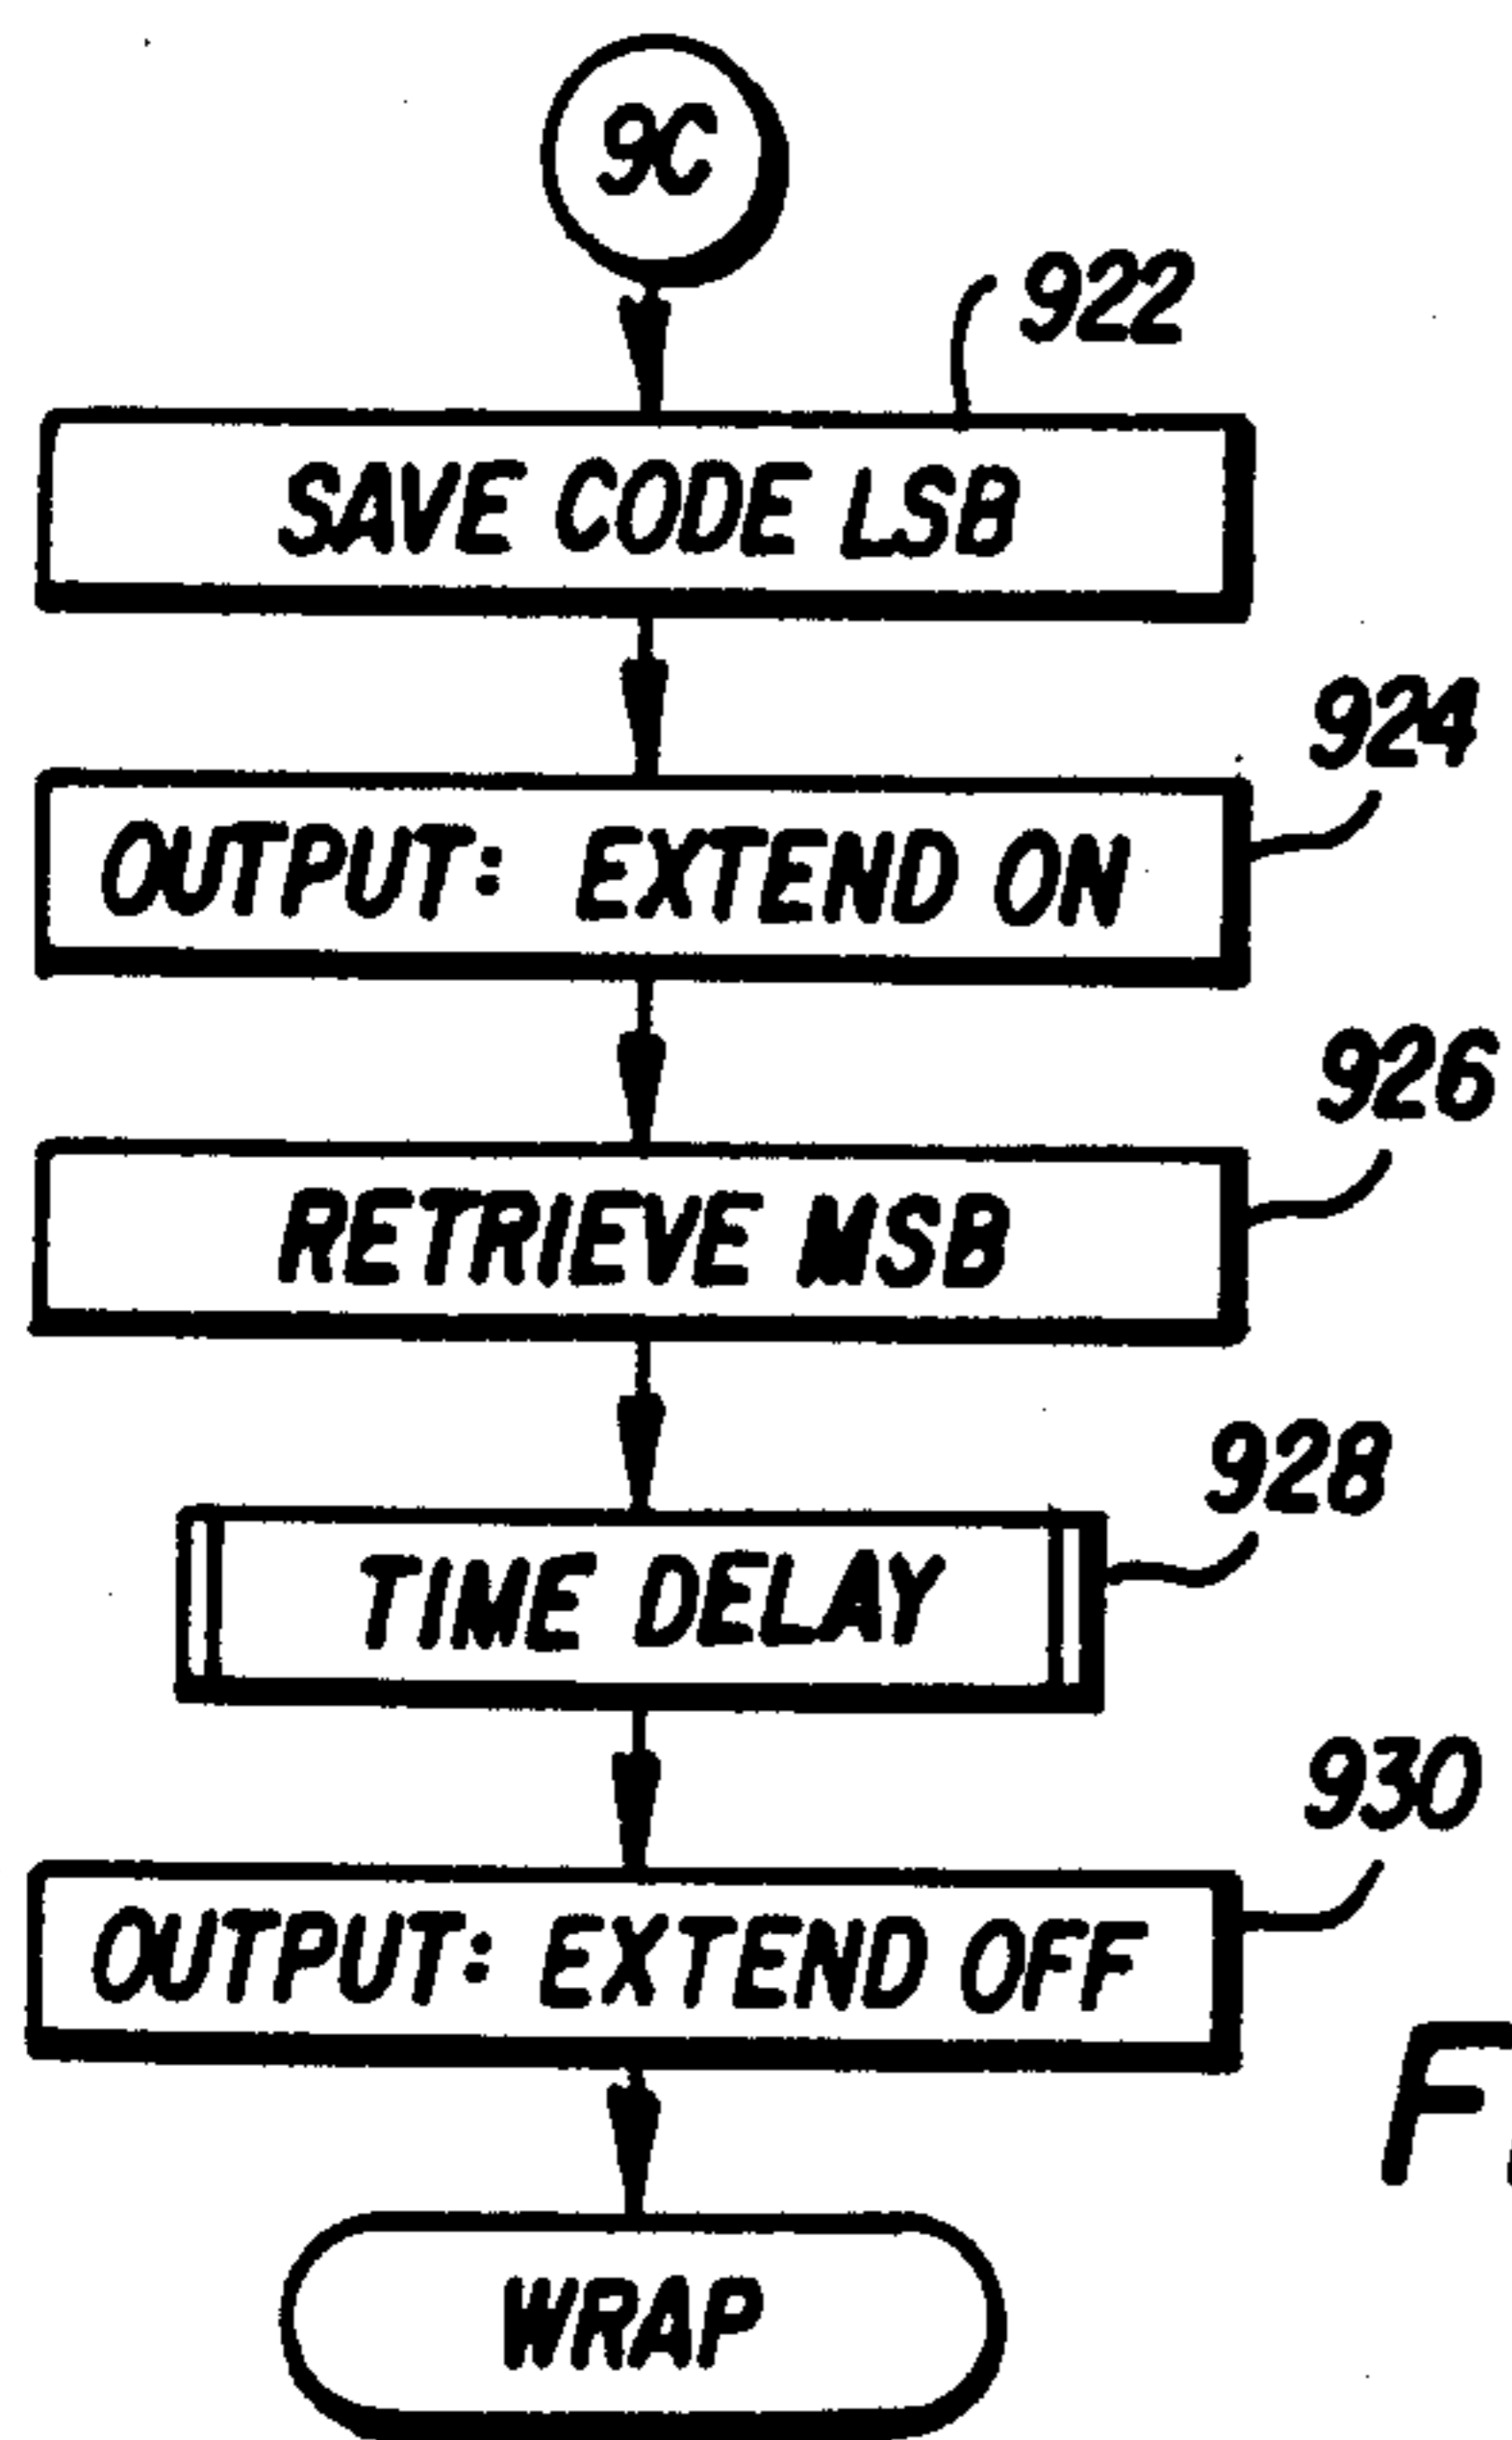 9C
922
SAVE CODE LSB
924
OUTPUT: EXTEND ON
926
RETRIEVE MSB
928
TIME DELAY
930
OUTPUT: EXTEND OFF
WRAP